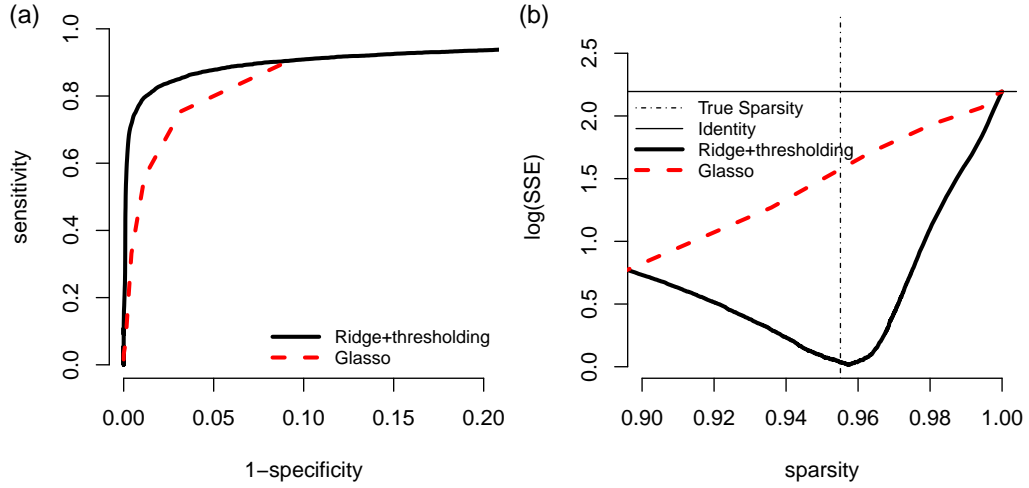 (a)
1.0
0.8
0.6
0.4
0.2
0.0
sensitivity
Ridge+thresholding
Glasso
0.00
0.05
0.10
0.15
0.20
1−specificity
(b)
2.5
2.0
1.5
1.0
0.5
0.0
log(SSE)
True Sparsity
Identity
Ridge+thresholding
Glasso
0.90
0.92
0.94
0.96
0.98
1.00
sparsity